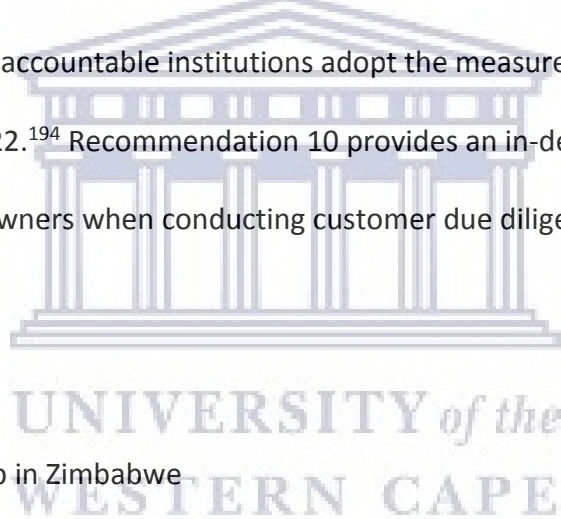 accountable institutions adopt the measure
22.194 Recommendation 10 provides an in-de
wners when conducting customer due dilige
UNIVERSITY of the
p in Zimbabwe
WESTERN CAPE